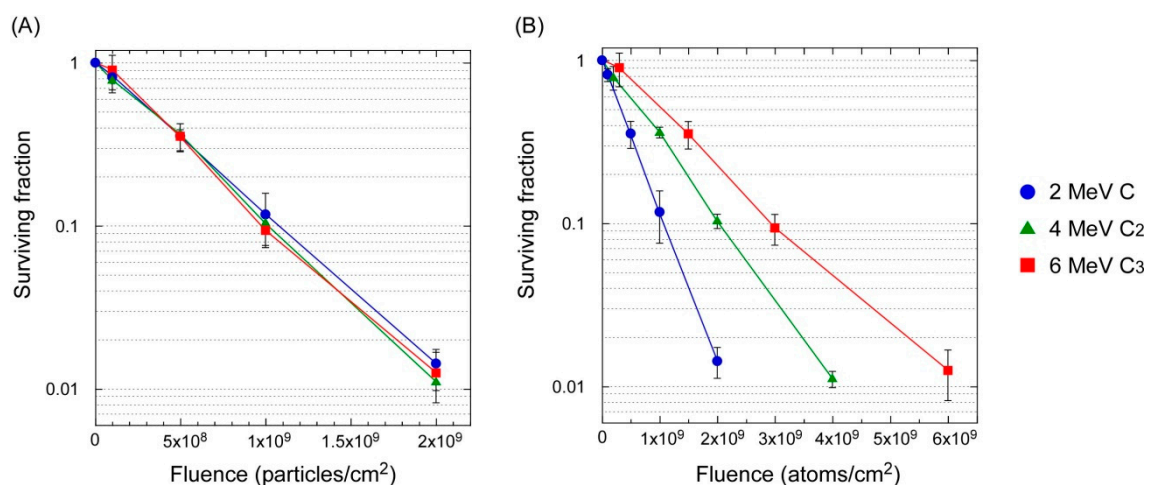 (A)
(B)
Surviving fraction
1
0.1
0.01
0
5x10⁸
1x10⁹
1.5x10⁹
2x10⁹
Fluence (particles/cm²)
Surviving fraction
1
0.1
0.01
0
1x10⁹
2x10⁹
3x10⁹
4x10⁹
5x10⁹
6x10⁹
Fluence (atoms/cm²)
2 MeV C
4 MeV C₂
6 MeV C₃